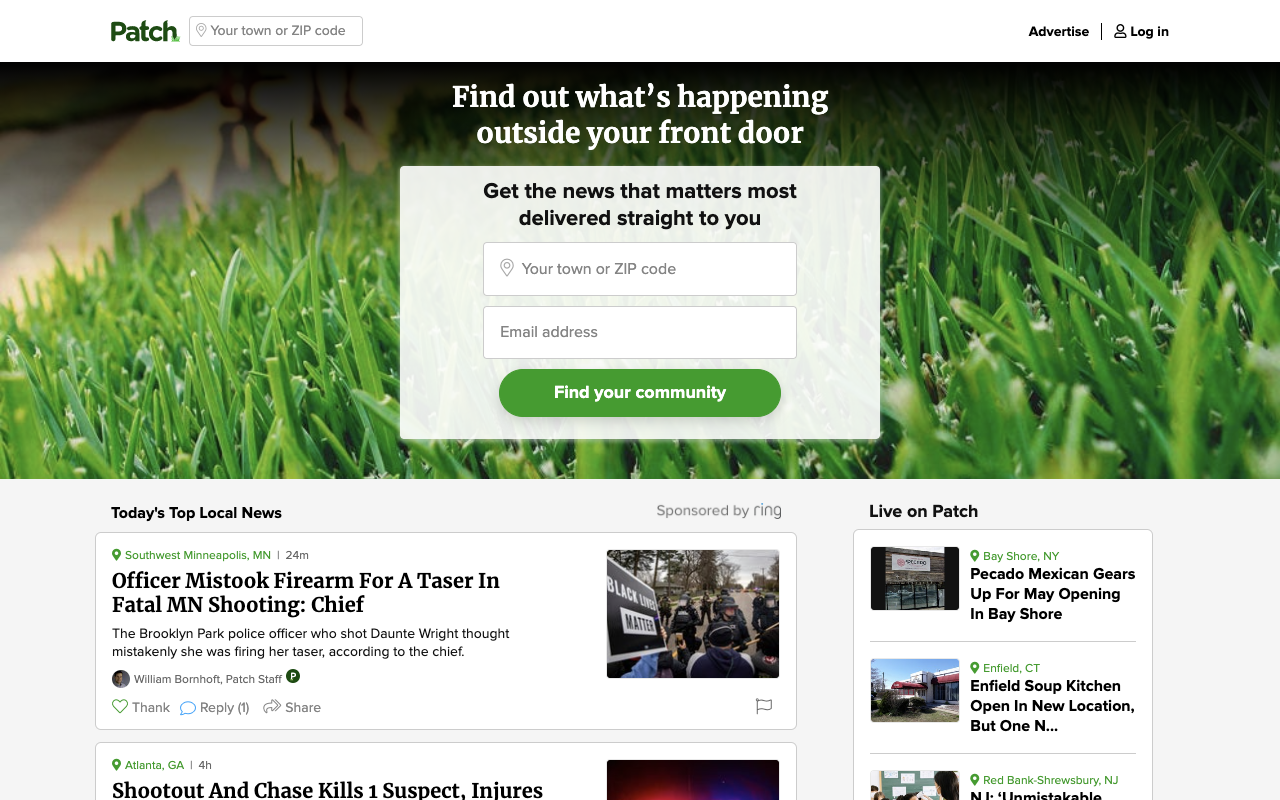 Patch
Your town or ZIP code
Advertise
Log in
Find out what's happening
outside your front door
Get the news that matters most
delivered straight to you
Your town or ZIP code
Email address
Find your community
Today's Top Local News
Sponsored by ring
Southwest Minneapolis, MN | 24m
Officer Mistook Firearm For A Taser In
Fatal MN Shooting: Chief
The Brooklyn Park police officer who shot Daunte Wright thought
mistakenly she was firing her taser, according to the chief.
William Bornhoft, Patch Staff P
Thank
Reply (1)
Share
BLACK LIVES
MATTER
Atlanta, GA | 4h
Shootout And Chase Kills 1 Suspect, Injures
Live on Patch
Bay Shore, NY
Pecado Mexican Gears
Up For May Opening
In Bay Shore
Enfield, CT
Enfield Soup Kitchen
Open In New Location,
But One N...
Red Bank-Shrewsbury, NJ
NJ: 'Unmistakable